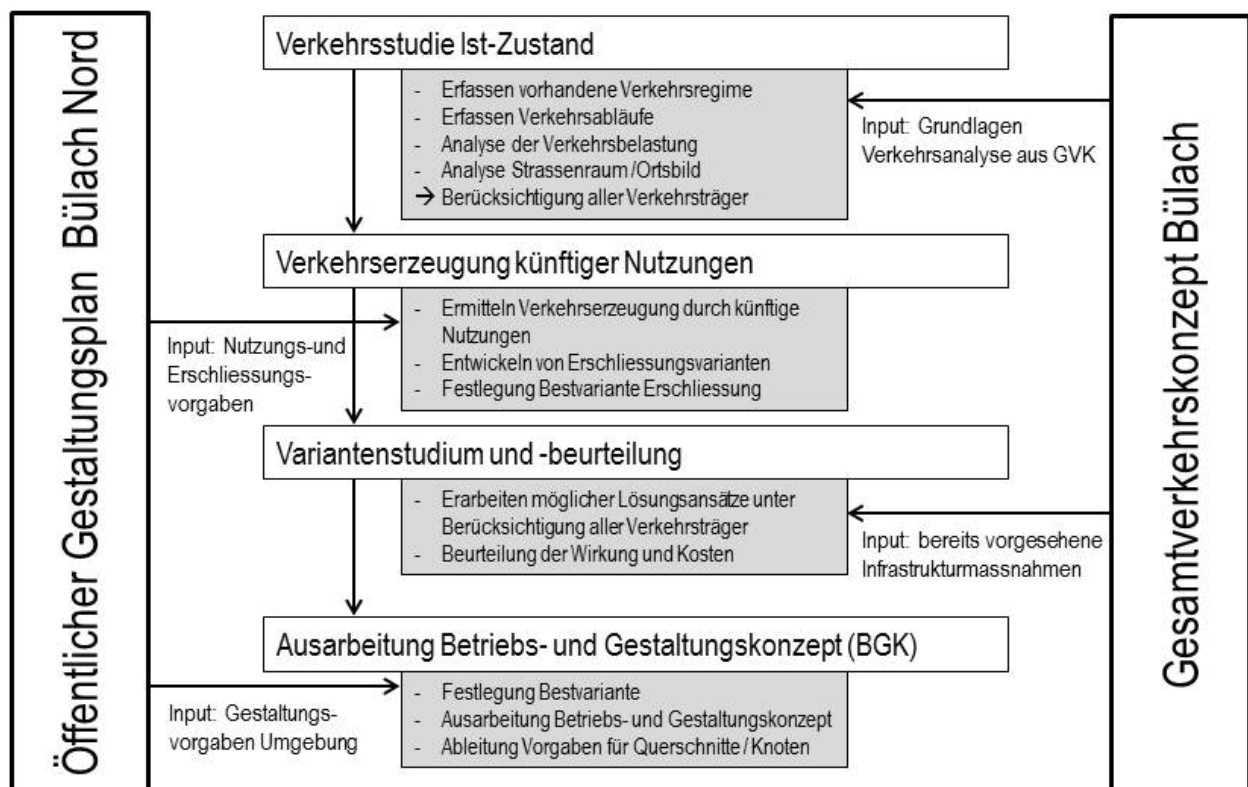 Öffentlicher Gestaltungsplan Bülach Nord
Verkehrsstudie Ist-Zustand
- Erfassen vorhandene Verkehrsregime
- Erfassen Verkehrsabläufe
- Analyse der Verkehrsbelastung
- Analyse Strassenraum/Ortsbild
→ Berücksichtigung aller Verkehrsträger
Input: Grundlagen
Verkehrsanalyse aus GVK
Verkehrserzeugung künftiger Nutzungen
- Ermitteln Verkehrserzeugung durch künftige
Nutzungen
- Entwickeln von Erschliessungsvarianten
- Festlegung Bestvariante Erschliessung
Input: Nutzungs-und
Erschliessungs-
vorgaben
Variantenstudium und -beurteilung
- Erarbeiten möglicher Lösungsansätze unter
Berücksichtigung aller Verkehrsträger
- Beurteilung der Wirkung und Kosten
Input: bereits vorgesehene
Infrastrukturmassnahmen
Ausarbeitung Betriebs- und Gestaltungskonzept (BGK)
- Festlegung Bestvariante
- Ausarbeitung Betriebs- und Gestaltungskonzept
- Ableitung Vorgaben für Querschnitte / Knoten
Input: Gestaltungs-
vorgaben Umgebung
Gesamtverkehrskonzept Bülach